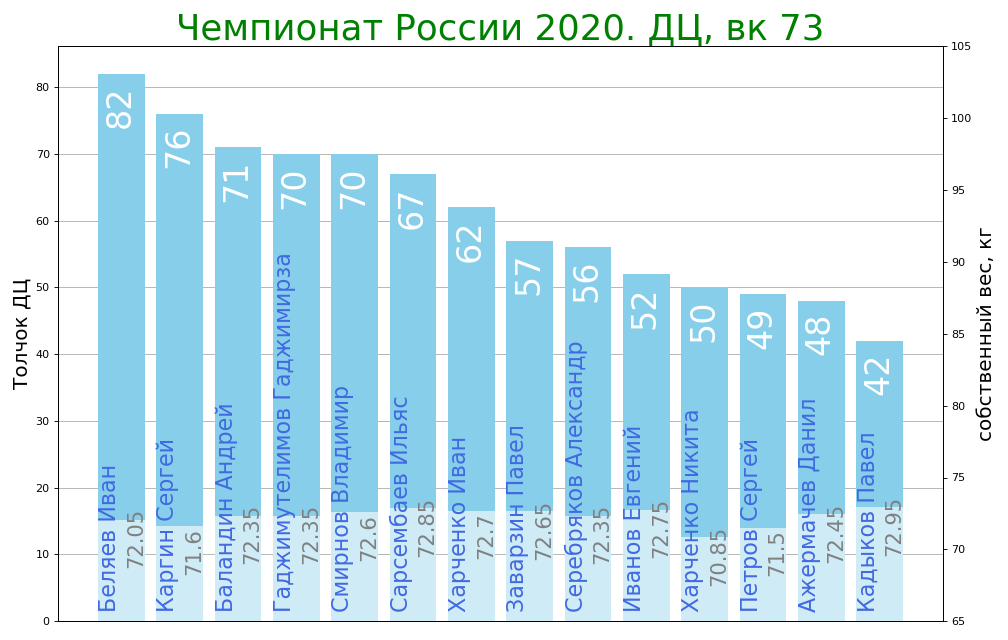 Чемпионат России 2020. ДЦ, вк 73
Толчок ДЦ
0
10
20
30
40
50
60
70
80
собственный вес, кг
65
70
75
80
85
90
95
100
105
82
Беляев Иван
72.05
76
Каргин Сергей
71.6
71
Баландин Андрей
72.35
70
Гаджимутелимов Гаджимирза
72.35
70
Смирнов Владимир
72.6
67
Сарсембаев Ильяс
72.85
62
Харченко Иван
72.7
57
Заварзин Павел
72.65
56
Серебряков Александр
72.35
52
Иванов Евгений
72.75
50
Харченко Никита
70.85
49
Петров Сергей
71.5
48
Ажермачев Данил
72.45
42
Кадыков Павел
72.95